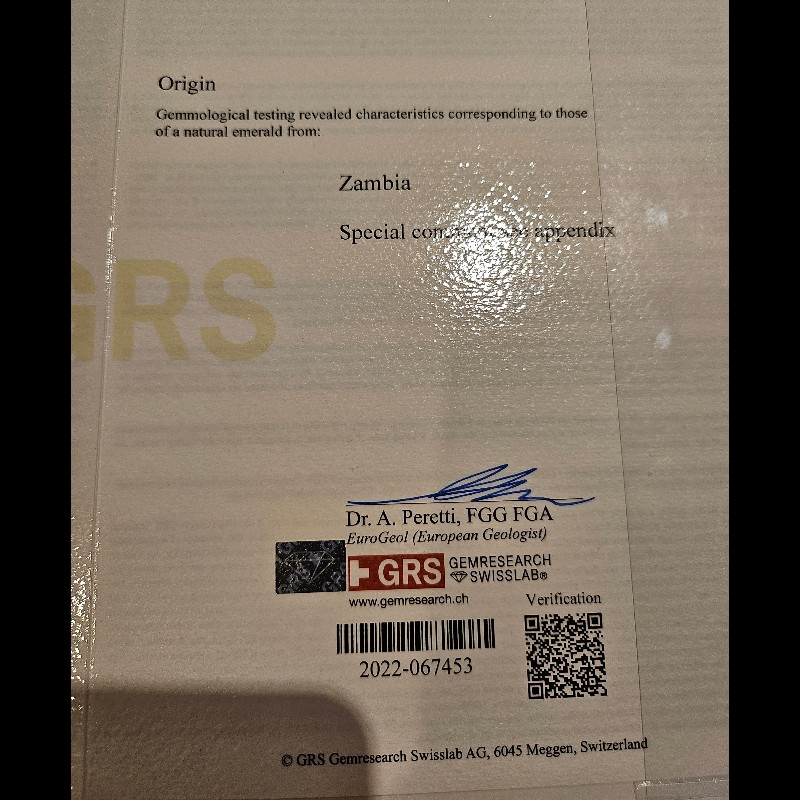 Origin
Gemmological testing revealed characteristics corresponding to those
of a natural emerald from:
Zambia
Special appendix
GRS
Dr. A. Peretti, FGG FGA
EuroGeol (European Geologist)
GRS GEMRESEARCH
SWISSLAB®
www.gemresearch.ch
Verification
2022-067453
© GRS Gemresearch Swisslab AG, 6045 Meggen, Switzerland